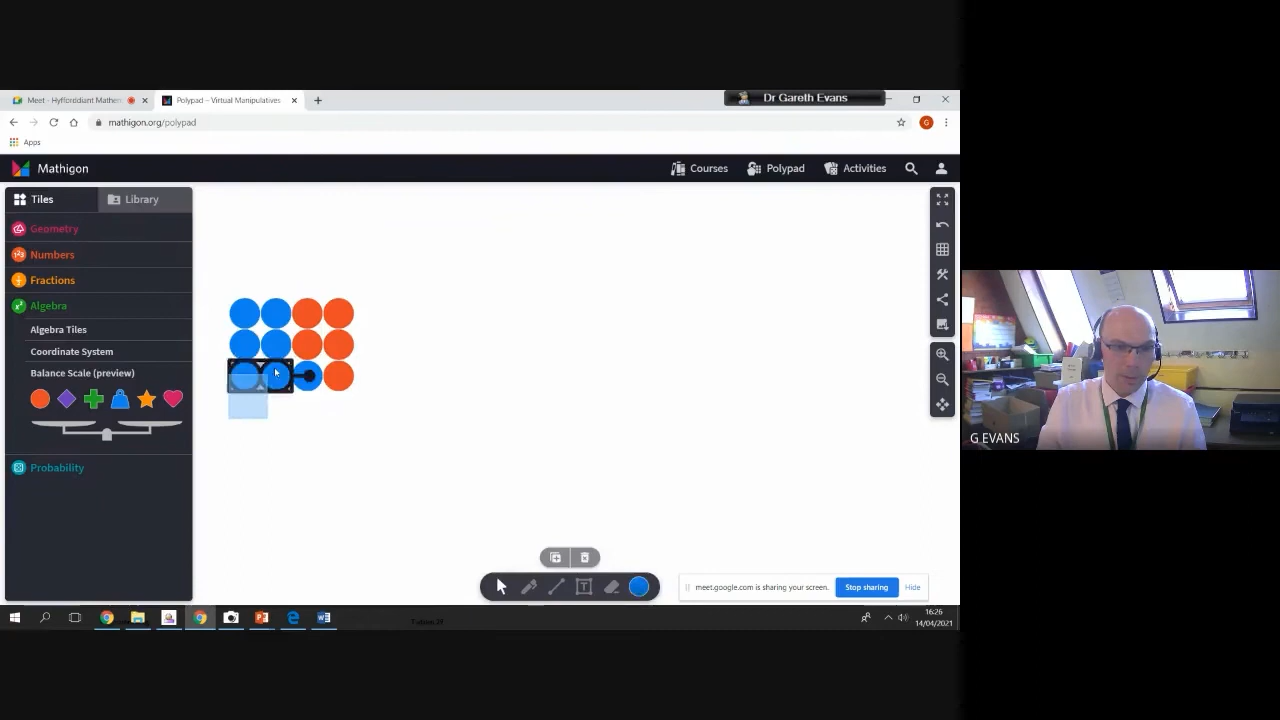 Meet - Hyfforddiant Mathem
Polypad – Virtual Manipulatives
Dr Gareth Evans
mathigon.org/polypad
G
Apps
Mathigon
Courses
Polypad
Activities
Tiles
Library
Geometry
Numbers
Fractions
Algebra
Algebra Tiles
Coordinate System
Balance Scale (preview)
Probability
G EVANS
T
meet.google.com is sharing your screen.
Stop sharing
Hide
16:26
14/04/2021